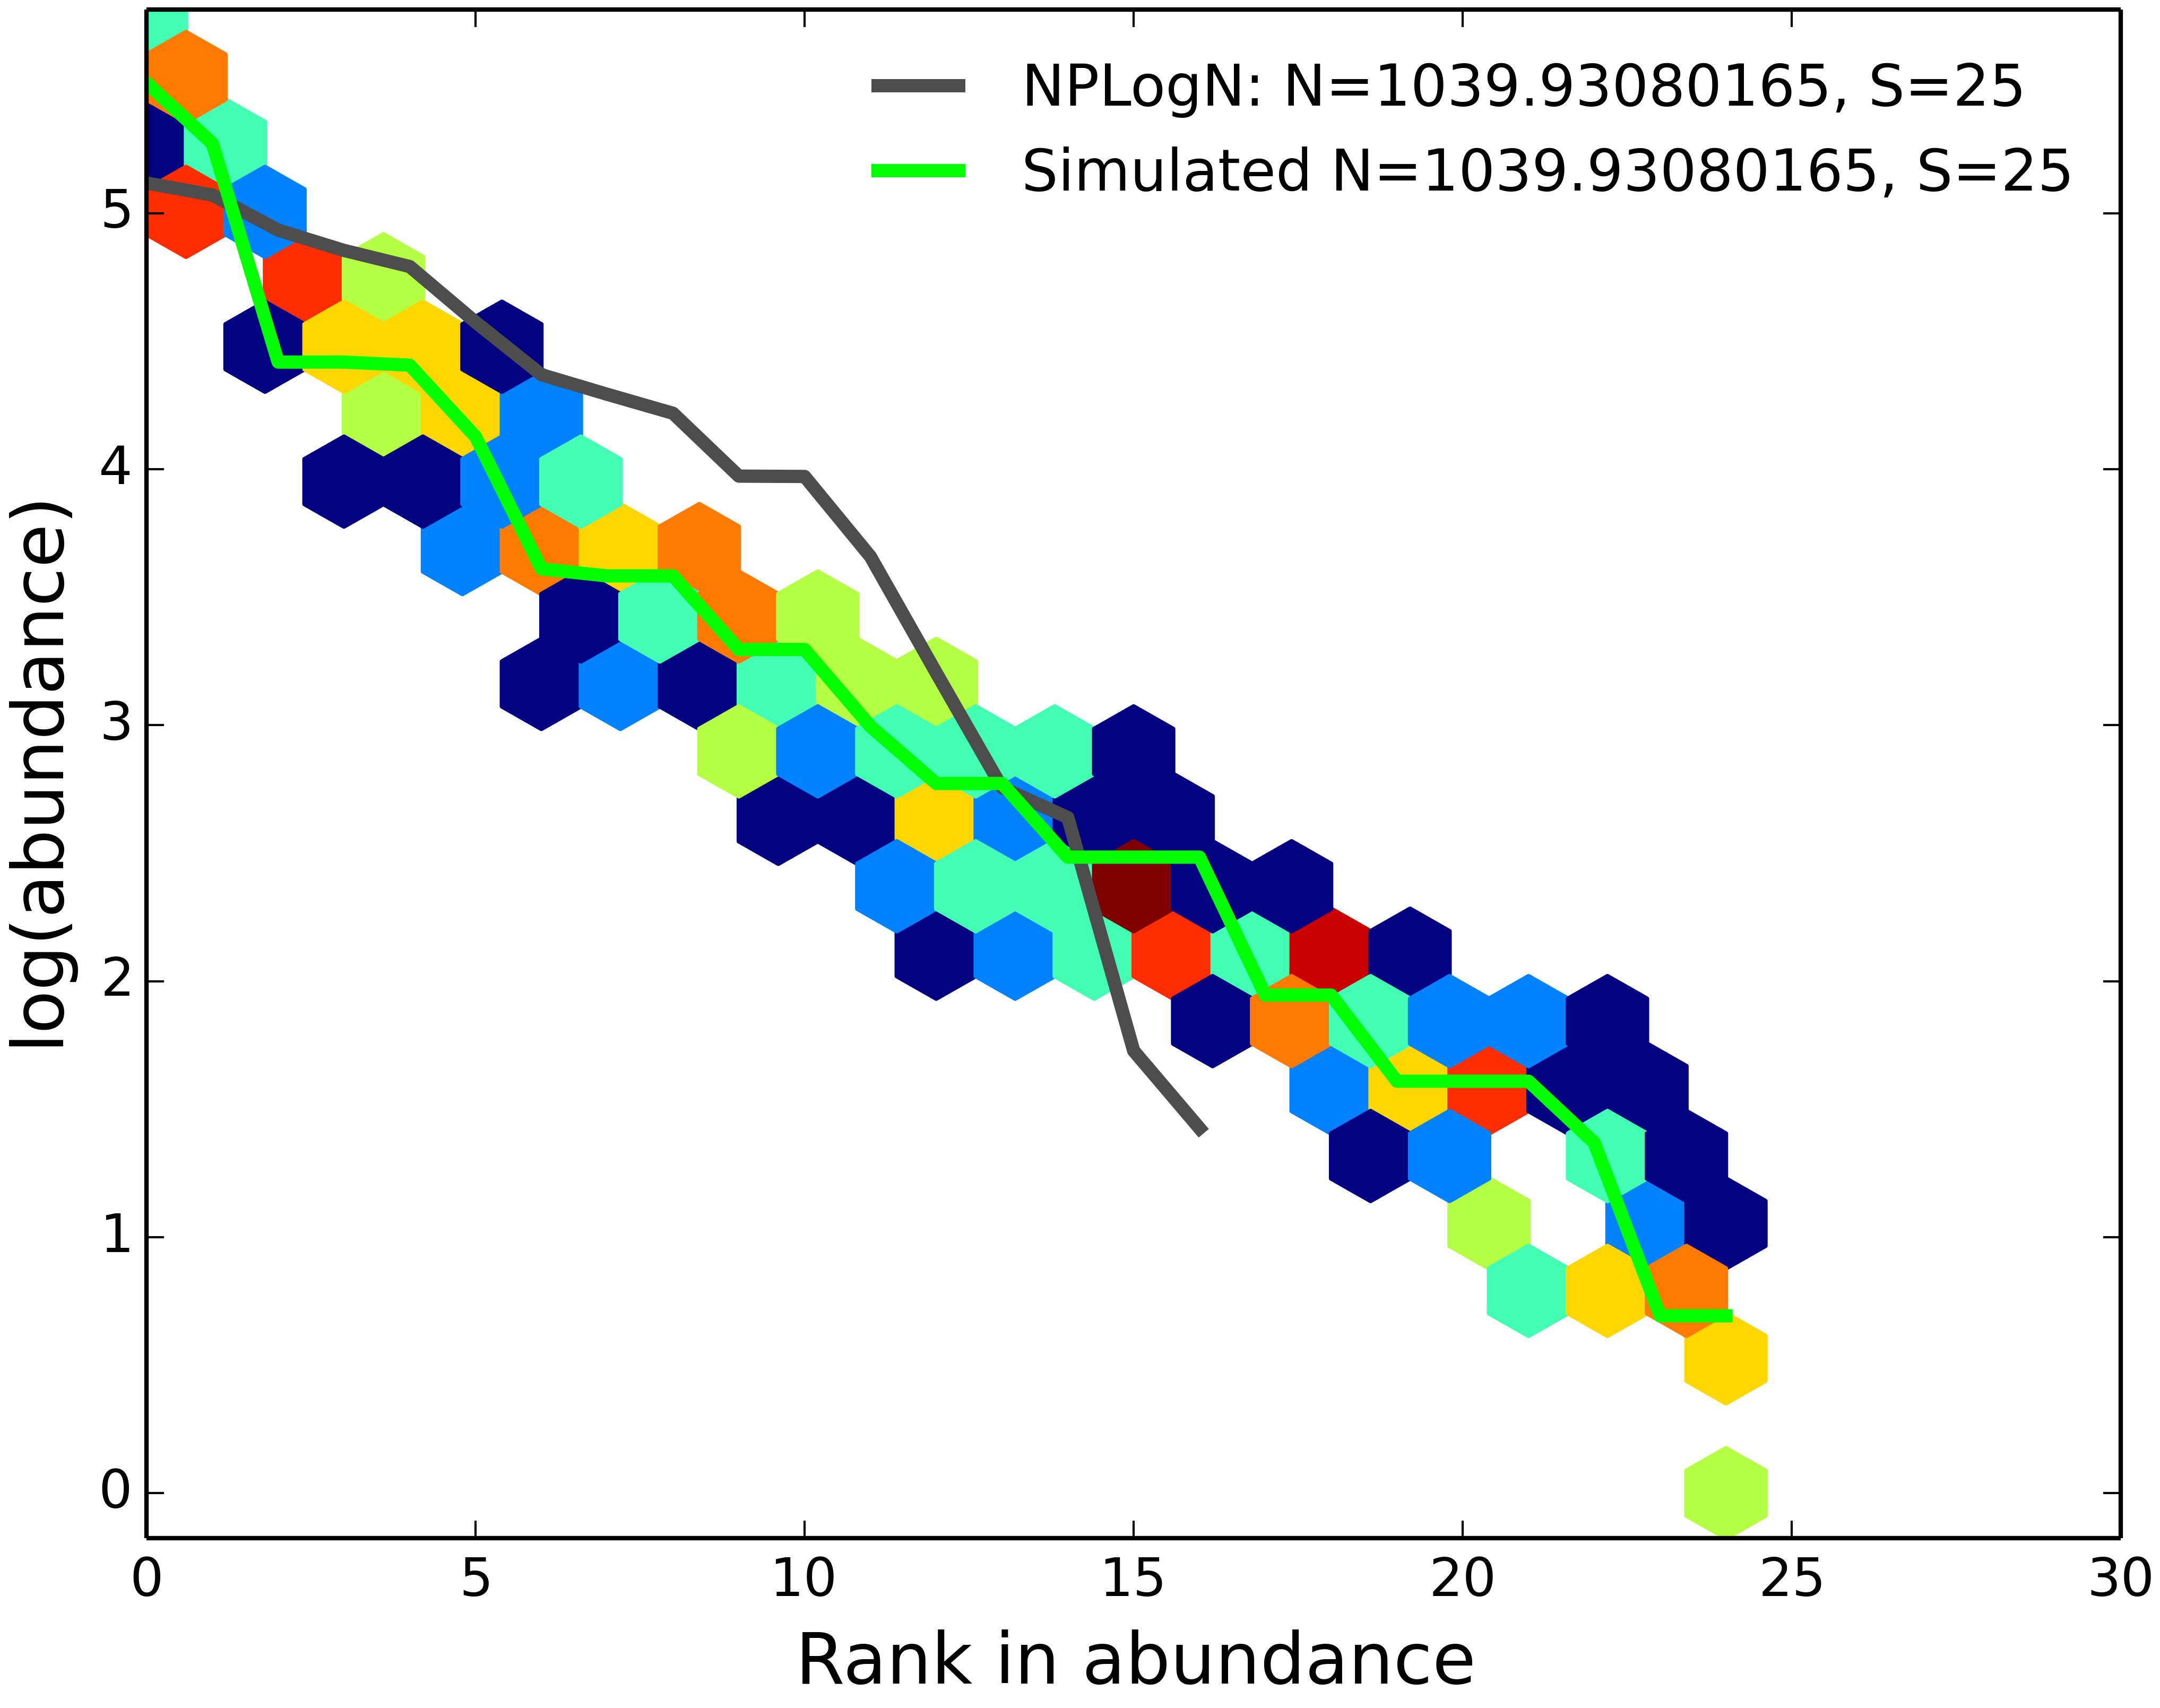 NPLogN: N=1039.93080165, S=25
Simulated N=1039.93080165, S=25
log(abundance)
5
4
3
2
1
0
0 5 10 15 20 25 30
Rank in abundance